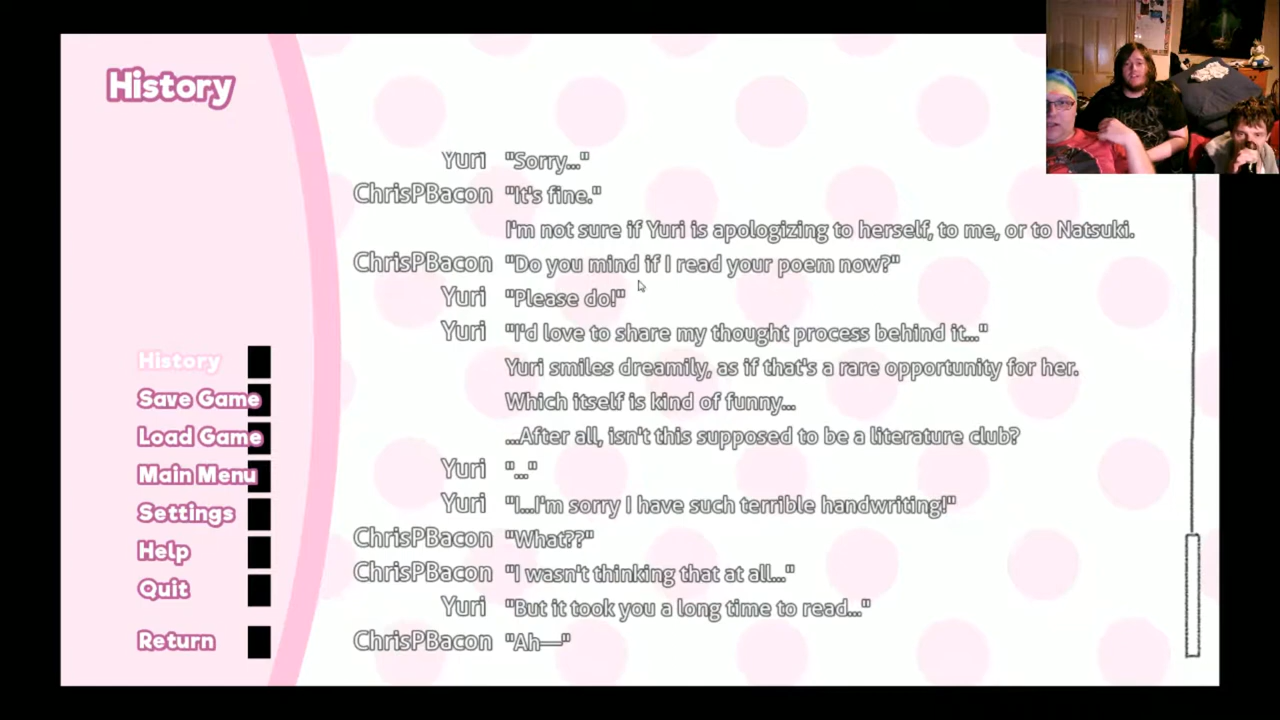 History
Yuri "Sorry..."
ChrisPBacon "It's fine."
I'm not sure if Yuri is apologizing to herself, to me, or to Natsuki.
ChrisPBacon "Do you mind if I read your poem now?"
Yuri "Please do!"
Yuri "I'd love to share my thought process behind it..."
Yuri smiles dreamily, as if that's a rare opportunity for her.
Which itself is kind of funny...
...After all, isn't this supposed to be a literature club?
Yuri "..."
Yuri "I...I'm sorry I have such terrible handwriting!"
ChrisPBacon "What??"
ChrisPBacon "I wasn't thinking that at all..."
Yuri "But it took you a long time to read..."
ChrisPBacon "Ah—"
History
Save Game
Load Game
Main Menu
Settings
Help
Quit
Return